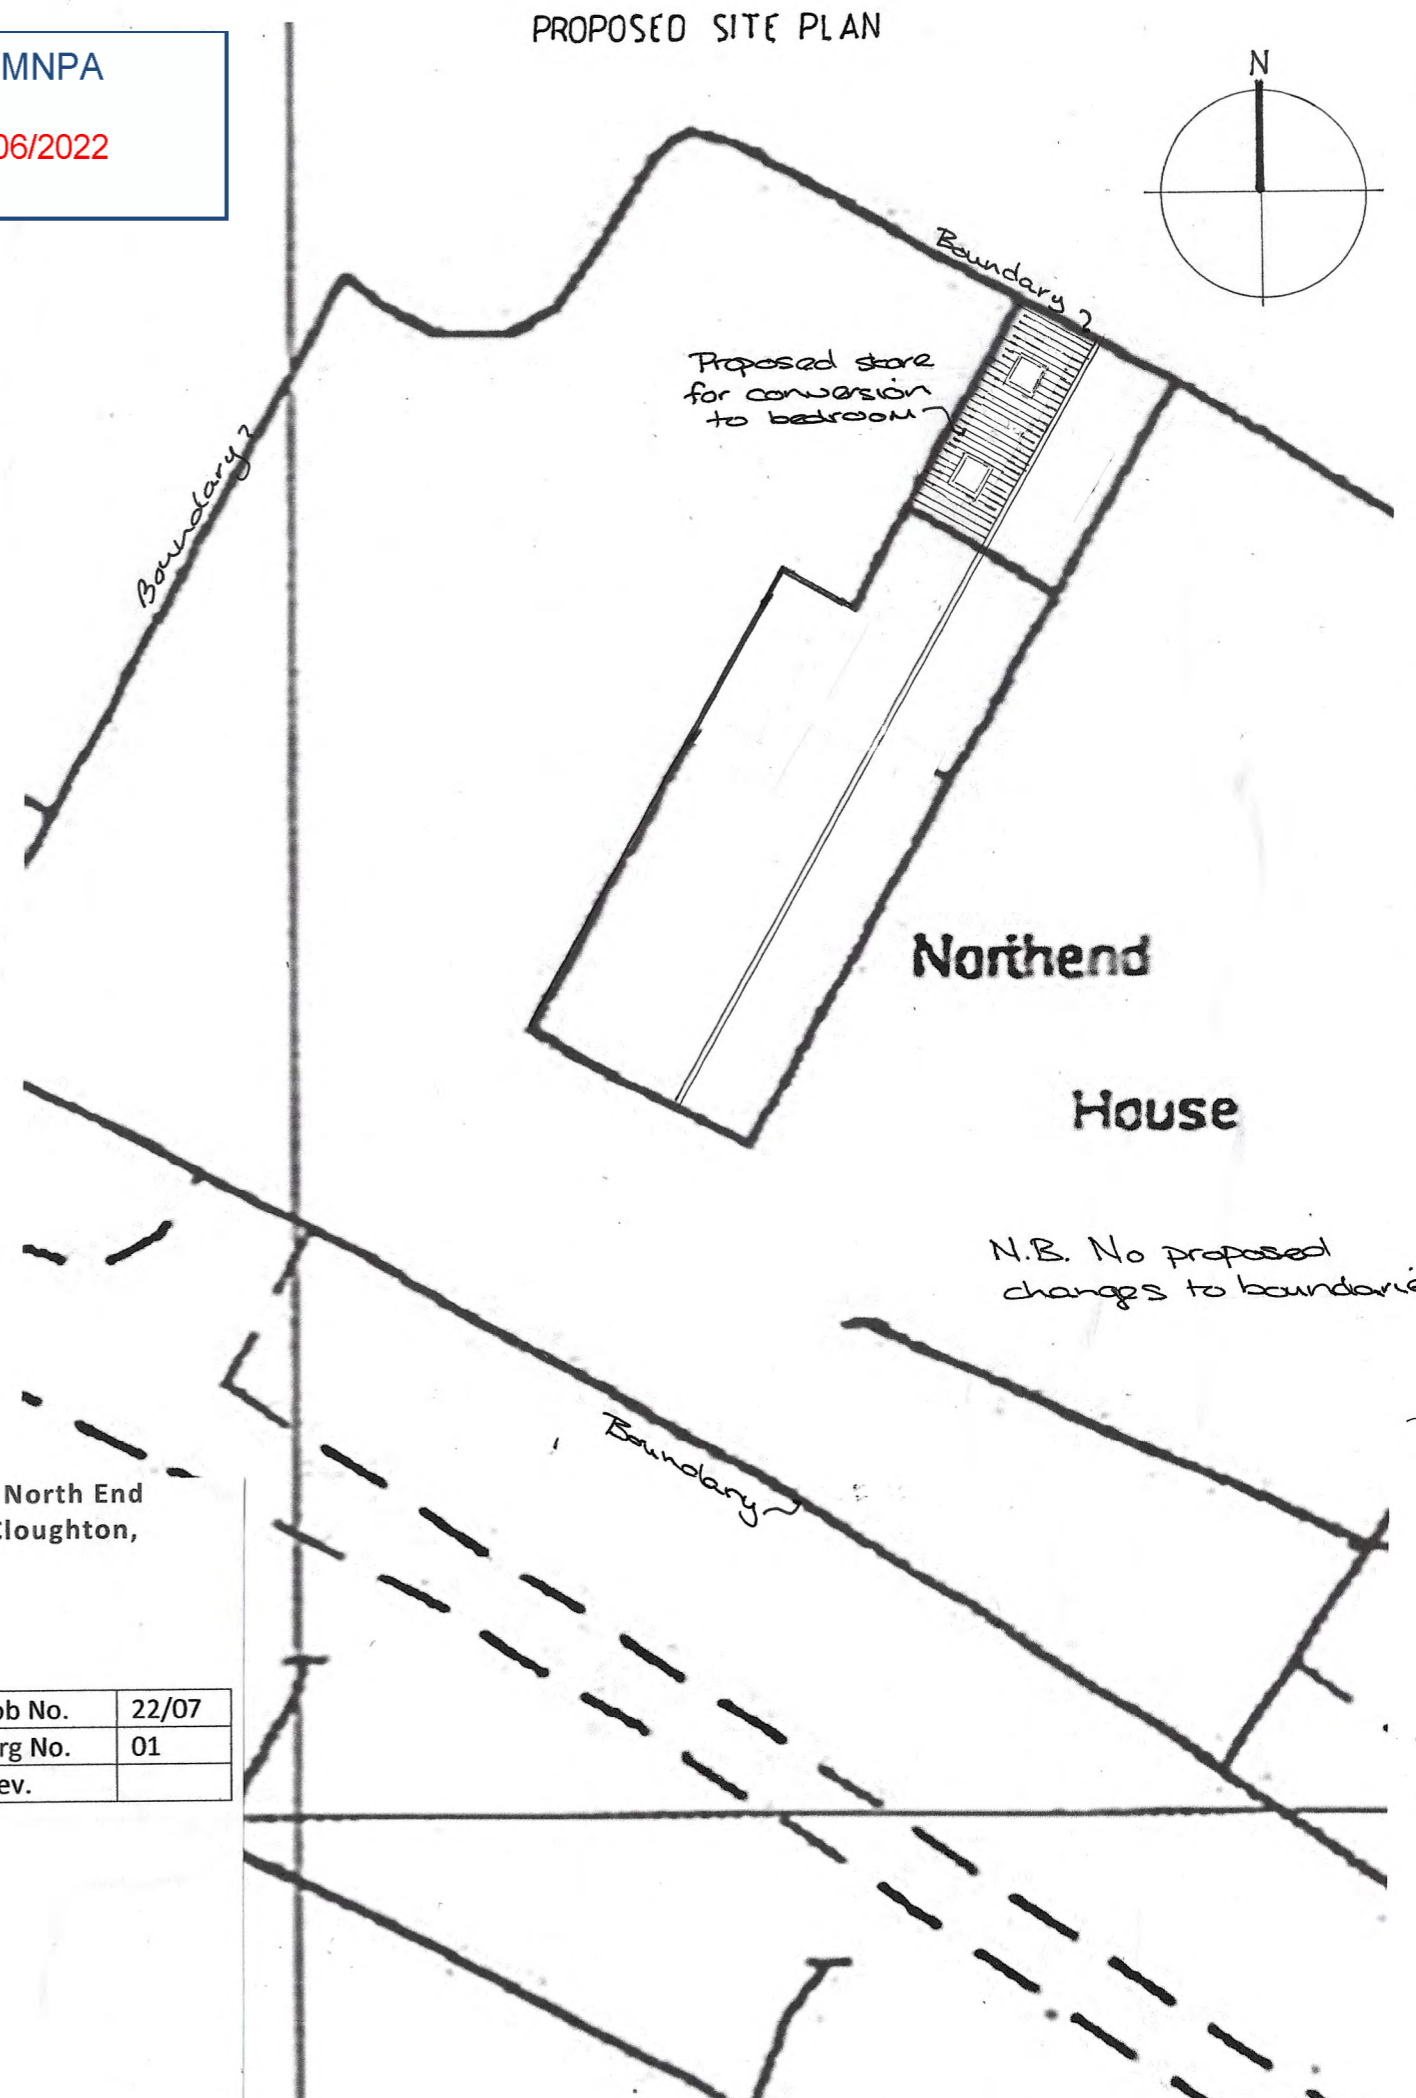 PROPOSED SITE PLAN
MNPA
06/2022
N
Boundary
Proposed store
for conversion
to bedroom
Boundary
Northend
House
N.B. No proposed
changes to boundarie
Boundary
North End
Cloughton,
ob No. 22/07
rg No. 01
ev.